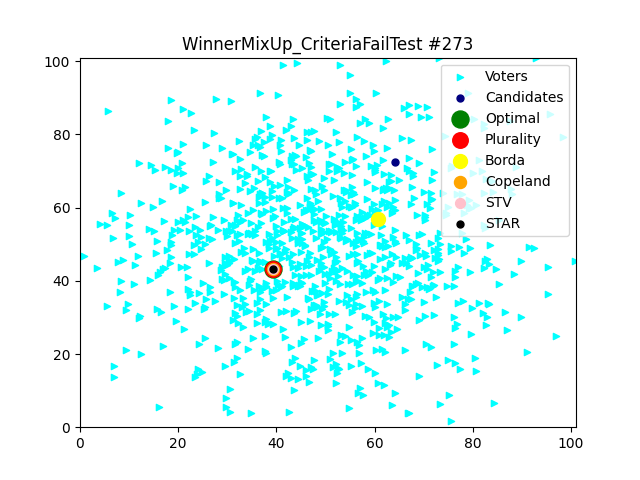 WinnerMixUp_CriteriaFailTest #273
100
80
60
40
20
0
0
20
40
60
80
100
Voters
Candidates
Optimal
Plurality
Borda
Copeland
STV
STAR